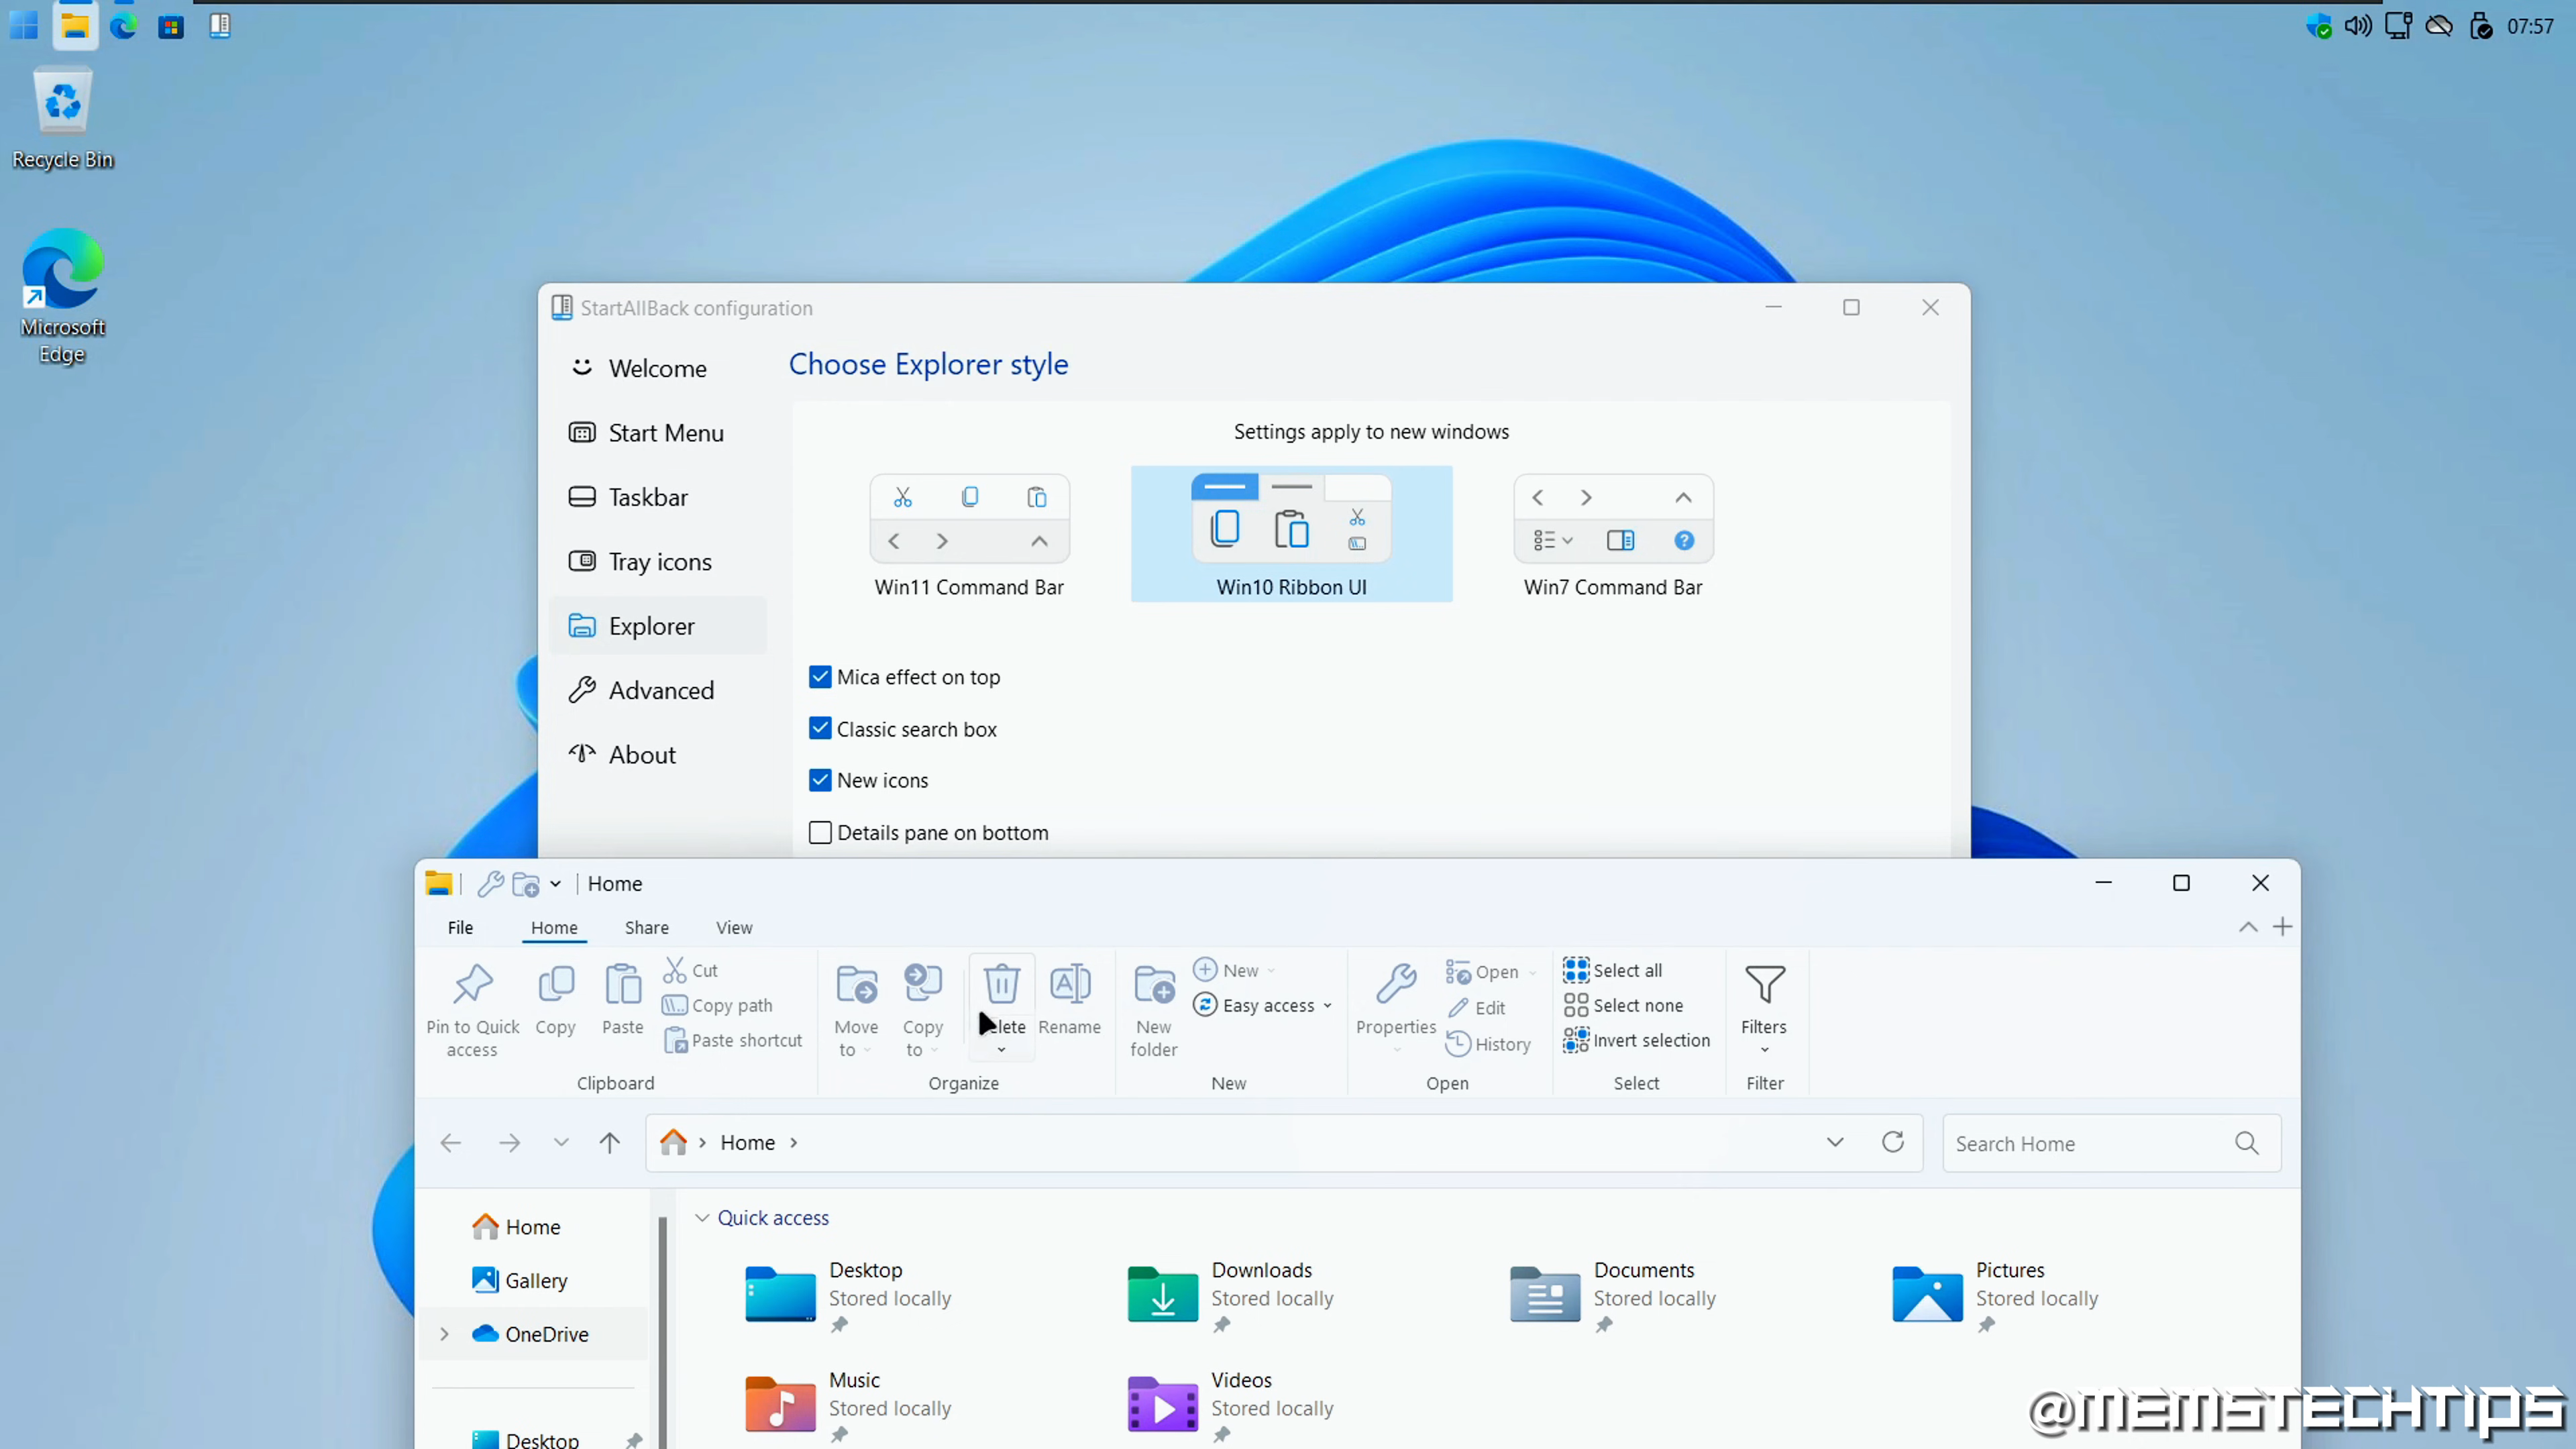 07:57
Recycle Bin
Microsoft
Edge
StartAllBack configuration
Welcome
Start Menu
Taskbar
Tray icons
Explorer
Advanced
About
Choose Explorer style
Settings apply to new windows
Win11 Command Bar
Win10 Ribbon UI
Win7 Command Bar
Mica effect on top
Classic search box
New icons
Details pane on bottom
Home
File Home Share View
Pin to Quick
access
Copy
Paste
Cut
Copy path
Paste shortcut
Clipboard
Move
to
Copy
to
elete
Rename
Organize
New
folder
New
Easy access
New
Properties
Open
Edit
History
Open
Select all
Select none
Invert selection
Select
Filters
Filter
Home
Search Home
Home
Gallery
OneDrive
Desktop
Quick access
Desktop
Stored locally
Downloads
Stored locally
Documents
Stored locally
Pictures
Stored locally
Music
Stored locally
Videos
Stored locally
@MEMSTECHTIPS